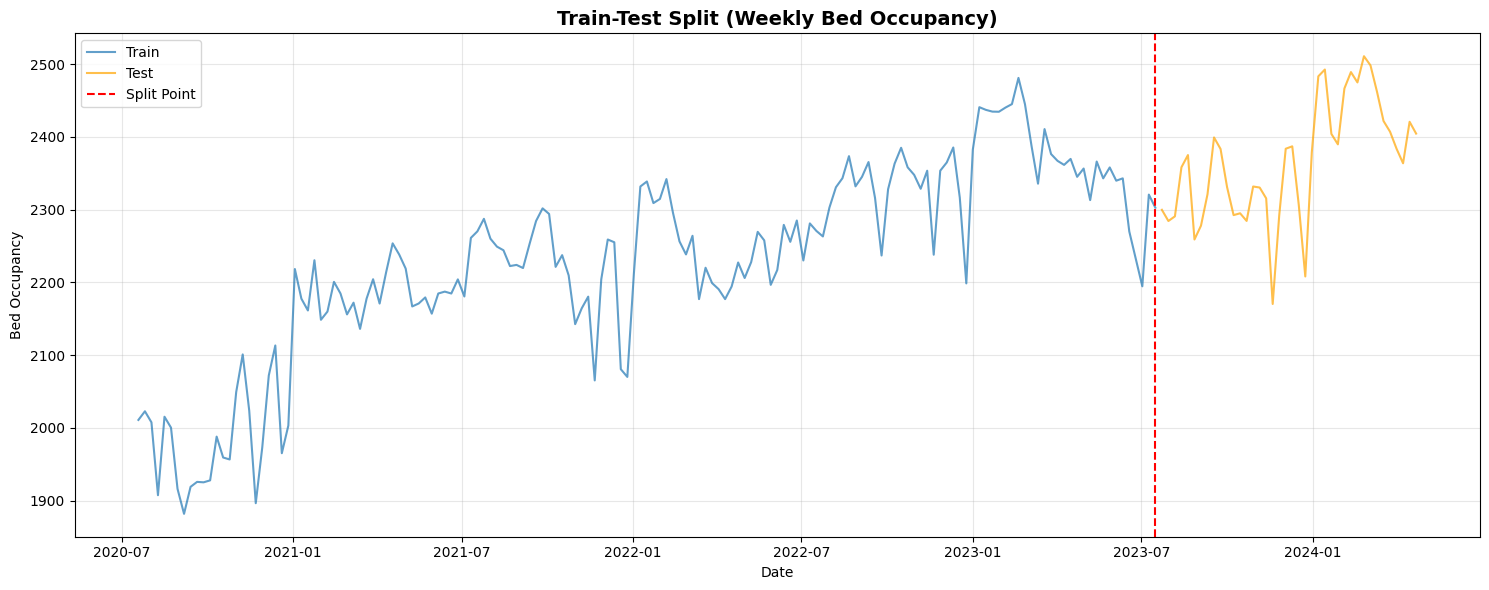 Train-Test Split (Weekly Bed Occupancy)
Train
Test
Split Point
Bed Occupancy
2500
2400
2300
2200
2100
2000
1900
2020-07 2021-01 2021-07 2022-01 2022-07 2023-01 2023-07 2024-01
Date